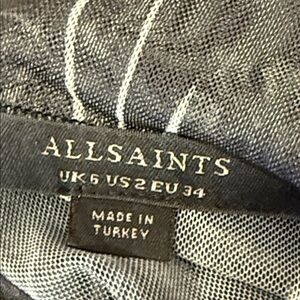 ALLSAINTS
UK 6 US 2 EU 34
MADE IN
TURKEY